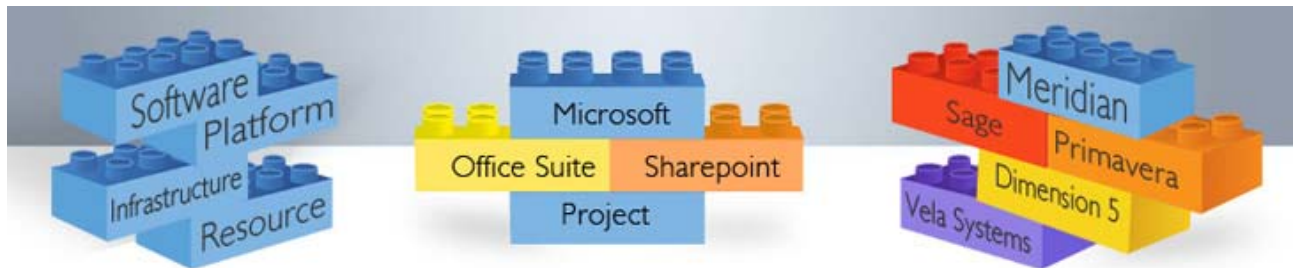 Software
Platform
Infrastructure
Resource
Microsoft
Office Suite
Sharepoint
Project
Meridian
Sage
Primavera
Dimension 5
Vela Systems